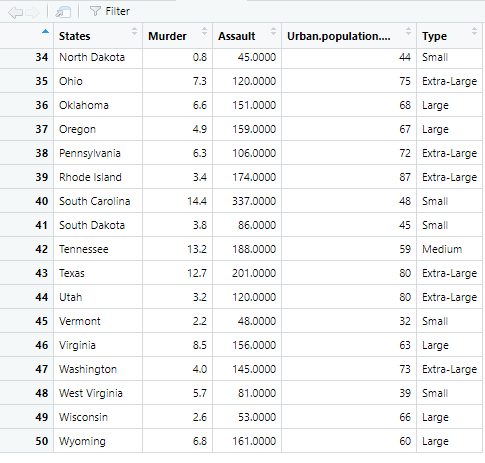 Filter
States Murder Assault Urban.population.... Type
34 North Dakota 0.8 45.0000 44 Small
35 Ohio 7.3 120.0000 75 Extra-Large
36 Oklahoma 6.6 151.0000 68 Large
37 Oregon 4.9 159.0000 67 Large
38 Pennsylvania 6.3 106.0000 72 Extra-Large
39 Rhode Island 3.4 174.0000 87 Extra-Large
40 South Carolina 14.4 337.0000 48 Small
41 South Dakota 3.8 86.0000 45 Small
42 Tennessee 13.2 188.0000 59 Medium
43 Texas 12.7 201.0000 80 Extra-Large
44 Utah 3.2 120.0000 80 Extra-Large
45 Vermont 2.2 48.0000 32 Small
46 Virginia 8.5 156.0000 63 Large
47 Washington 4.0 145.0000 73 Extra-Large
48 West Virginia 5.7 81.0000 39 Small
49 Wisconsin 2.6 53.0000 66 Large
50 Wyoming 6.8 161.0000 60 Large